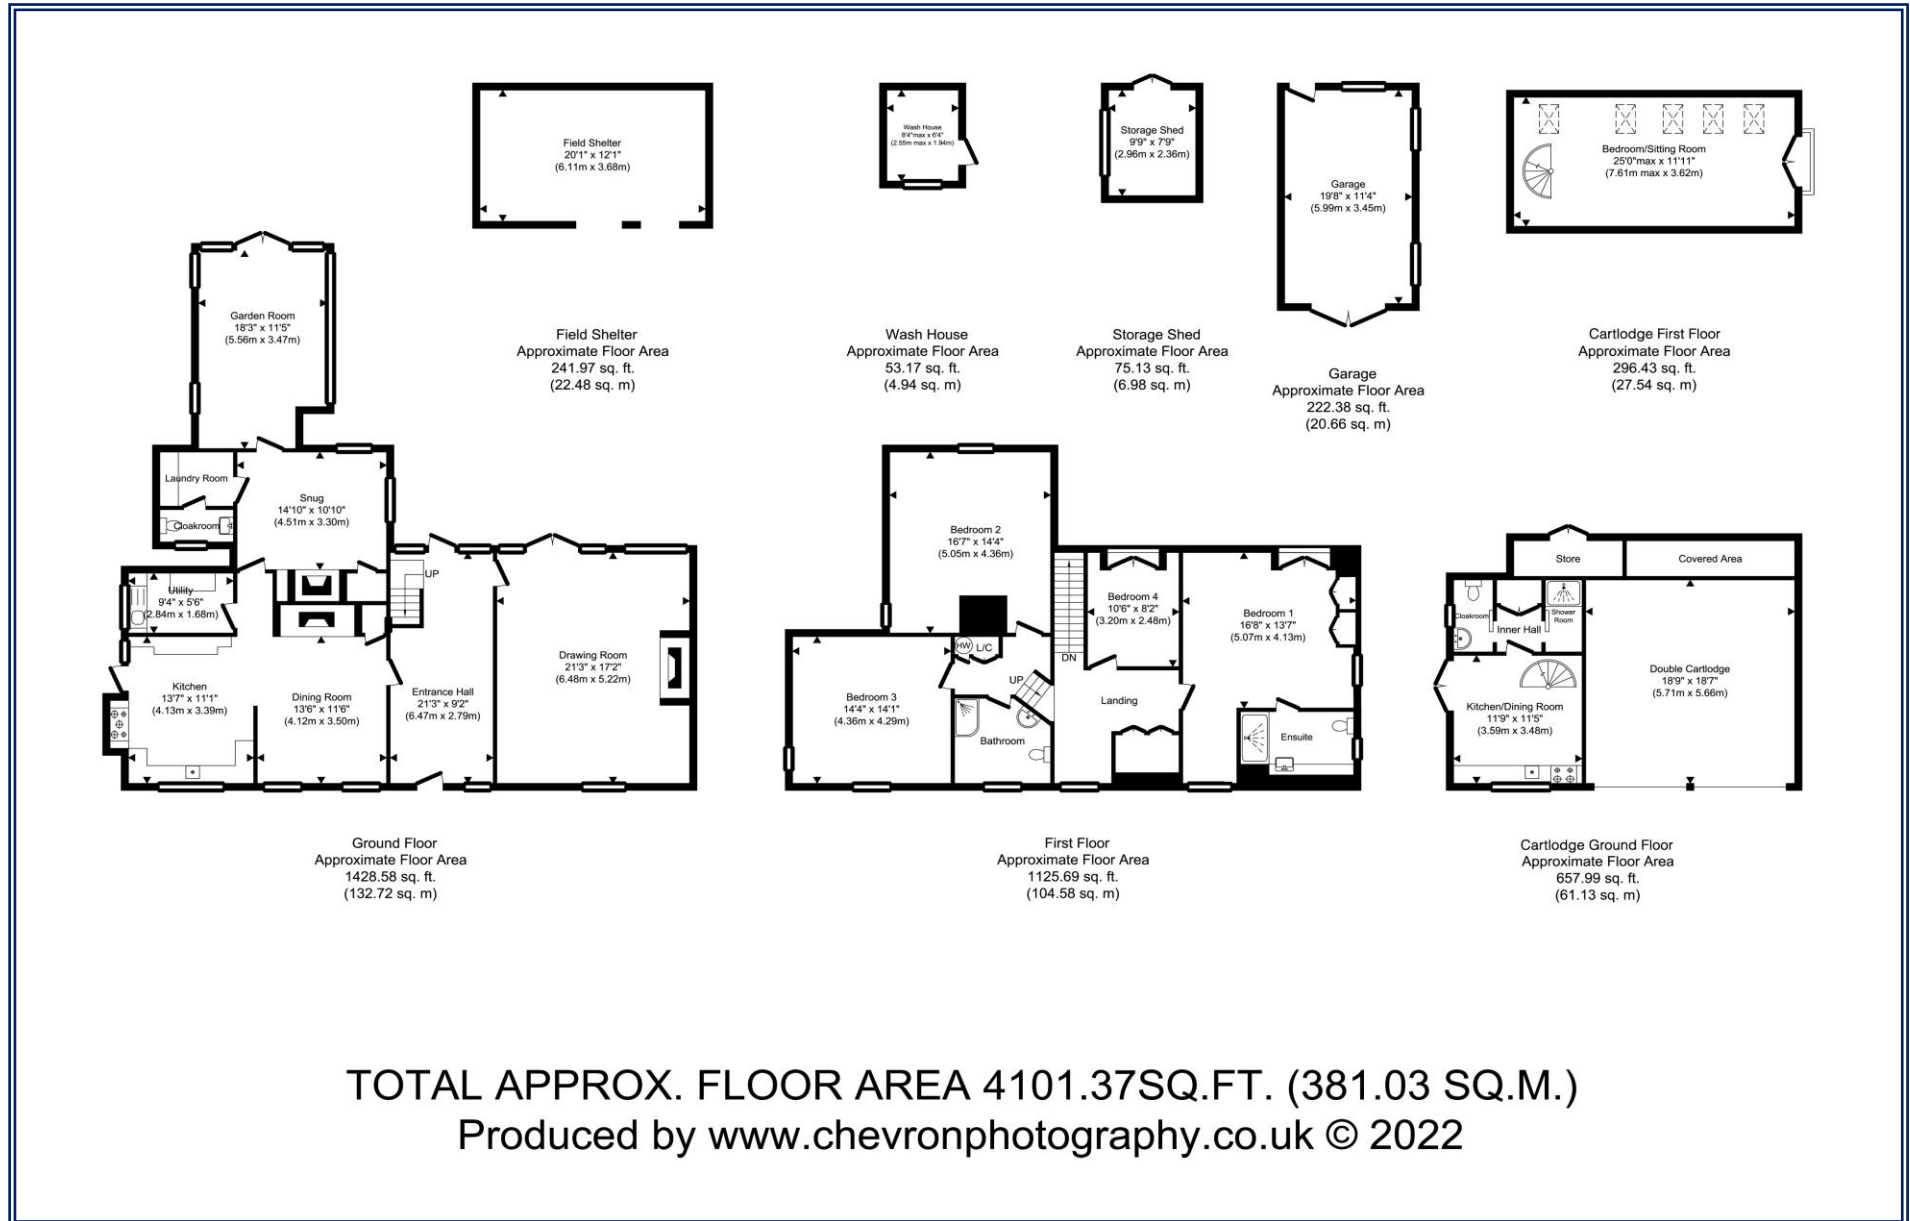 Field Shelter
20'1" x 12'1"
(6.11m x 3.68m)
Wash House
8'4"max x 6'4"
(2.55m max x 1.94m)
Storage Shed
9'9" x 7'9"
(2.96m x 2.36m)
Garage
19'8" x 11'4"
(5.99m x 3.45m)
Bedroom/Sitting Room
25'0"max x 11'11"
(7.61m max x 3.62m)
Field Shelter
Approximate Floor Area
241.97 sq. ft.
(22.48 sq. m)
Wash House
Approximate Floor Area
53.17 sq. ft.
(4.94 sq. m)
Storage Shed
Approximate Floor Area
75.13 sq. ft.
(6.98 sq. m)
Garage
Approximate Floor Area
222.38 sq. ft.
(20.66 sq. m)
Cartlodge First Floor
Approximate Floor Area
296.43 sq. ft.
(27.54 sq. m)
Garden Room
18'3" x 11'5"
(5.56m x 3.47m)
Laundry Room
Cloakroom
Snug
14'10" x 10'10"
(4.51m x 3.30m)
UP
Utility
9'4" x 5'6"
(2.84m x 1.68m)
Kitchen
13'7" x 11'1"
(4.13m x 3.39m)
Dining Room
13'6" x 11'6"
(4.12m x 3.50m)
Entrance Hall
21'3" x 9'2"
(6.47m x 2.79m)
Drawing Room
21'3" x 17'2"
(6.48m x 5.22m)
Ground Floor
Approximate Floor Area
1428.58 sq. ft.
(132.72 sq. m)
Bedroom 2
16'7" x 14'4"
(5.05m x 4.36m)
Bedroom 4
10'6" x 8'2"
(3.20m x 2.48m)
Bedroom 1
16'8" x 13'7"
(5.07m x 4.13m)
HW
L/C
DN
UP
Bedroom 3
14'4" x 14'1"
(4.36m x 4.29m)
Landing
Bathroom
Ensuite
First Floor
Approximate Floor Area
1125.69 sq. ft.
(104.58 sq. m)
Store
Covered Area
Cloakroom
Inner Hall
Shower
Room
Double Cartlodge
18'9" x 18'7"
(5.71m x 5.66m)
Kitchen/Dining Room
11'9" x 11'5"
(3.59m x 3.48m)
Cartlodge Ground Floor
Approximate Floor Area
657.99 sq. ft.
(61.13 sq. m)
TOTAL APPROX. FLOOR AREA 4101.37SQ.FT. (381.03 SQ.M.)
Produced by www.chevronphotography.co.uk © 2022